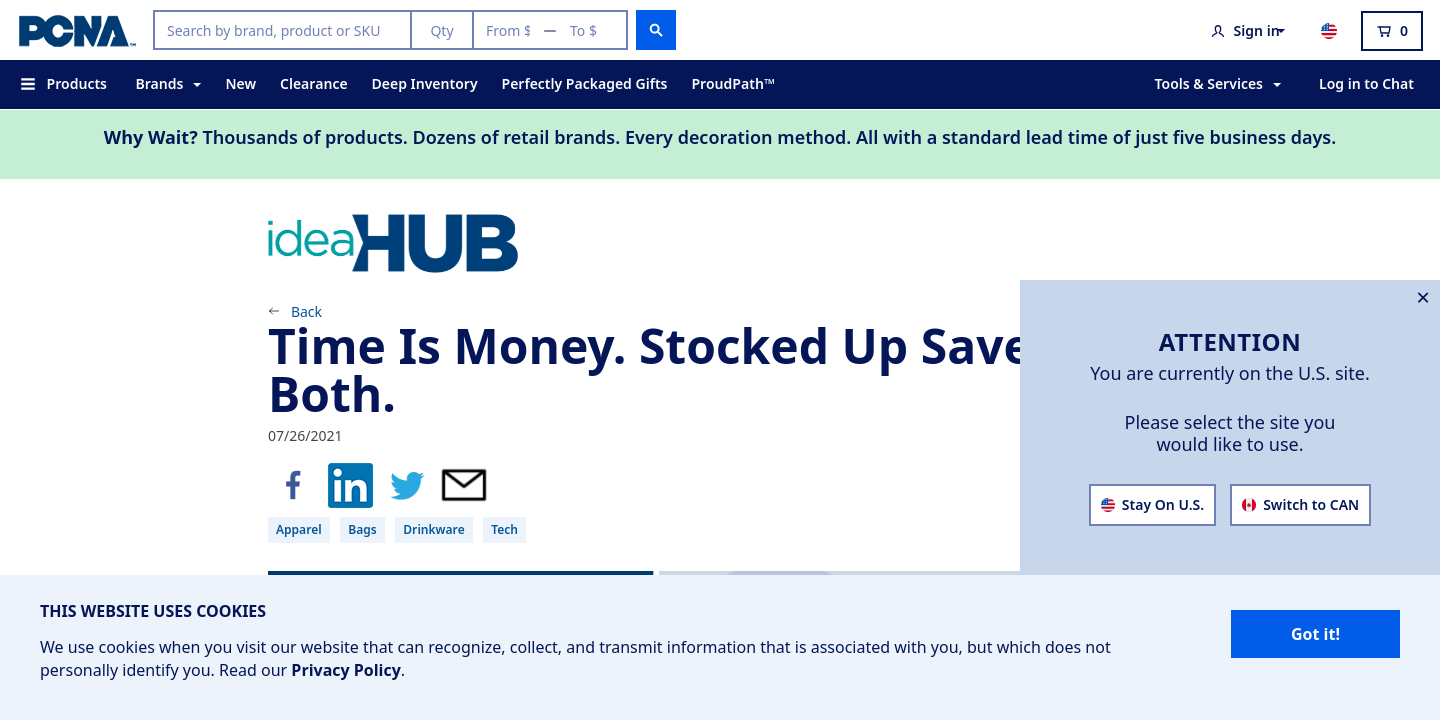 PCNA™
Search by brand, product or SKU
Qty
From $ — To $
Sign in
0
Products
Brands
New
Clearance
Deep Inventory
Perfectly Packaged Gifts
ProudPath™
Tools & Services
Log in to Chat
Why Wait? Thousands of products. Dozens of retail brands. Every decoration method. All with a standard lead time of just five business days.
ideaHUB
Back
Time Is Money. Stocked Up Save
Both.
07/26/2021
in
Apparel
Bags
Drinkware
Tech
ATTENTION
You are currently on the U.S. site.
Please select the site you
would like to use.
Stay On U.S.
Switch to CAN
THIS WEBSITE USES COOKIES
We use cookies when you visit our website that can recognize, collect, and transmit information that is associated with you, but which does not
personally identify you. Read our Privacy Policy.
Got it!